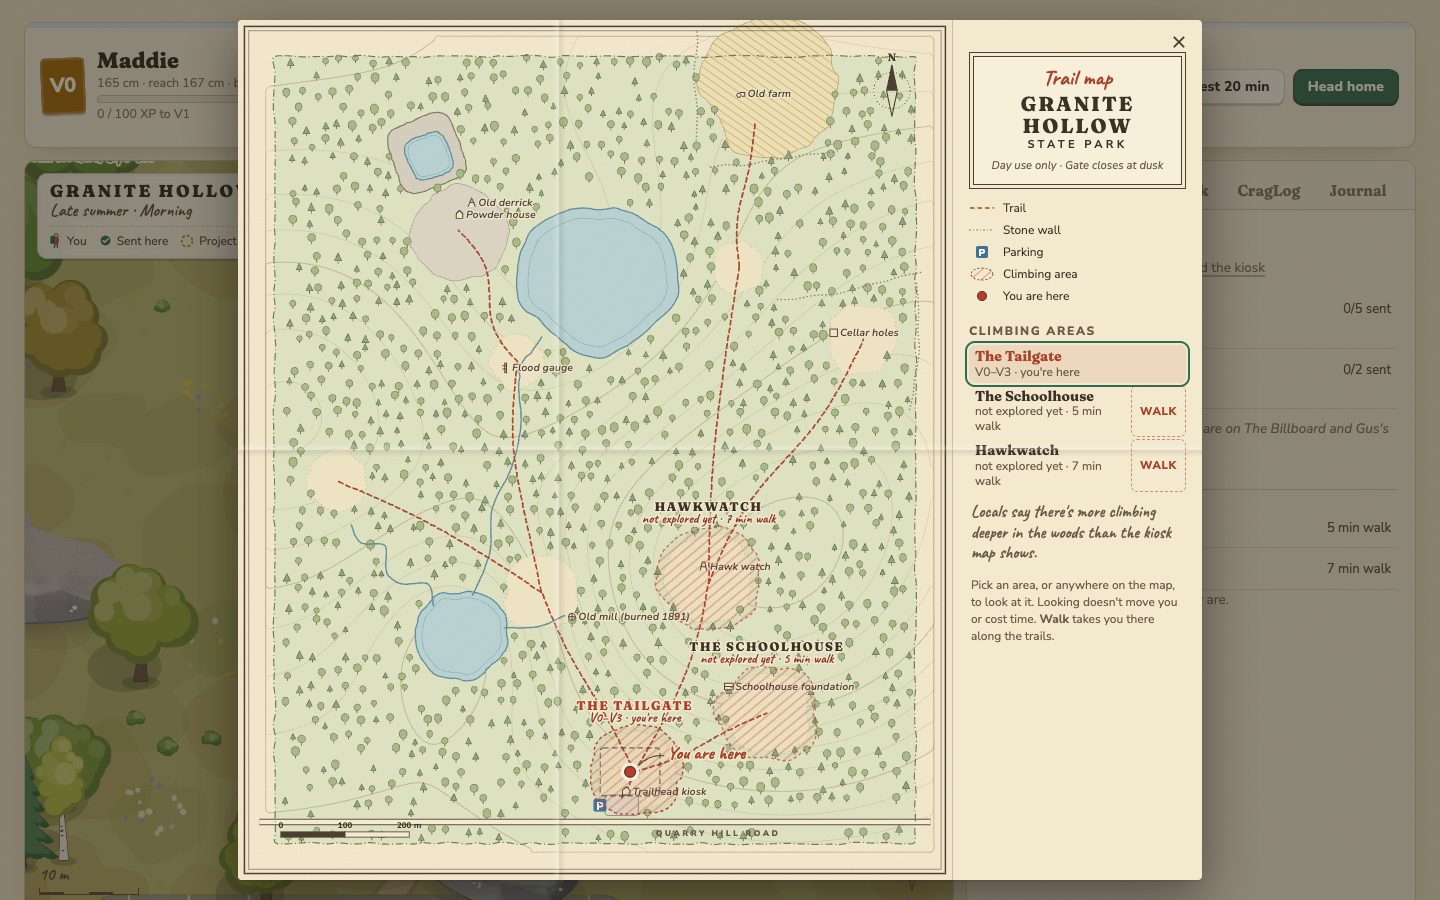 V0
Maddie
165 cm · reach 167 cm · b
0 / 100 XP to V1
est 20 min
Head home
GRANITE HOLLOW
Late summer · Morning
You
Sent here
Project
10 m
k
CragLog
Journal
d the kiosk
0/5 sent
0/2 sent
are on The Billboard and Gus's
5 min walk
7 min walk
are.
N
Old farm
Old derrick
Powder house
Cellar holes
Flood gauge
HAWKWATCH
not explored yet · 7 min walk
Hawk watch
Old mill (burned 1891)
THE SCHOOLHOUSE
not explored yet · 5 min walk
Schoolhouse foundation
THE TAILGATE
V0–V3 · you're here
You are here
Trailhead kiosk
P
0 100 200 m
QUARRY HILL ROAD
Trail map
GRANITE
HOLLOW
STATE PARK
Day use only · Gate closes at dusk
Trail
Stone wall
P Parking
Climbing area
You are here
CLIMBING AREAS
The Tailgate
V0–V3 · you're here
The Schoolhouse
not explored yet · 5 min
walk
WALK
Hawkwatch
not explored yet · 7 min
walk
WALK
Locals say there's more climbing
deeper in the woods than the kiosk
map shows.
Pick an area, or anywhere on the map,
to look at it. Looking doesn't move you
or cost time. Walk takes you there
along the trails.